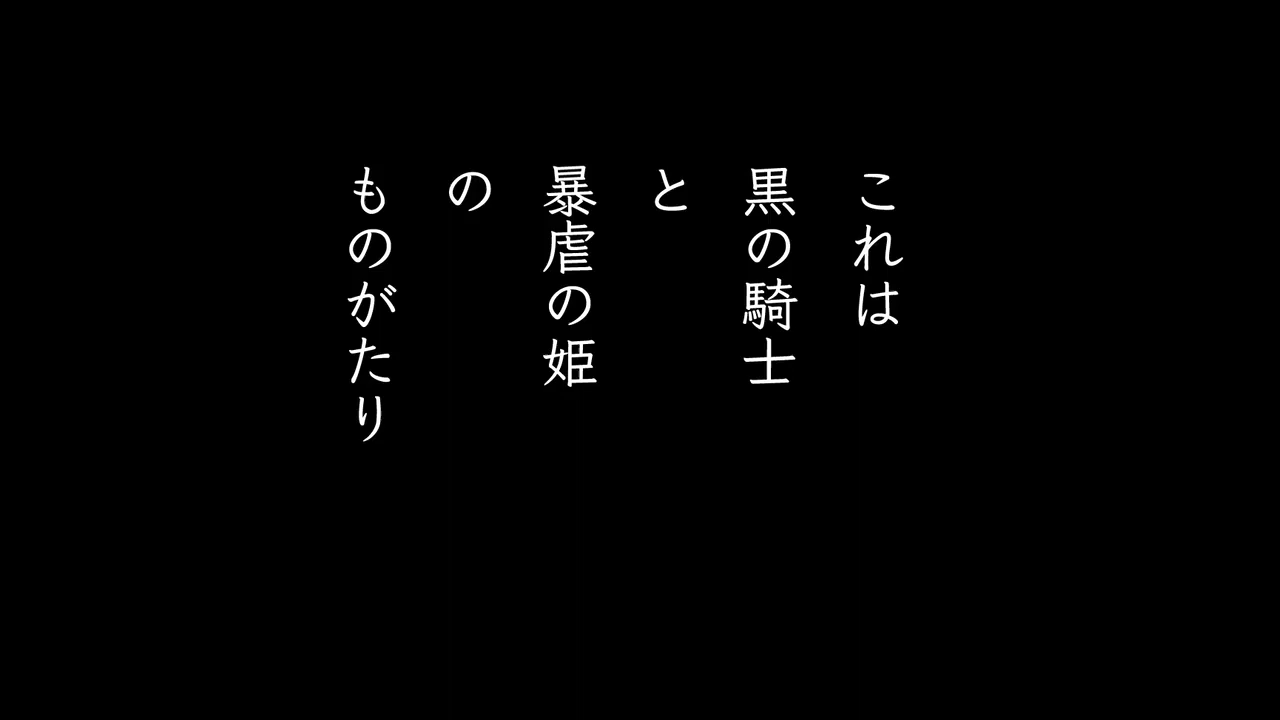 これは
黒の騎士
と
暴虐の姫
の
ものがたり